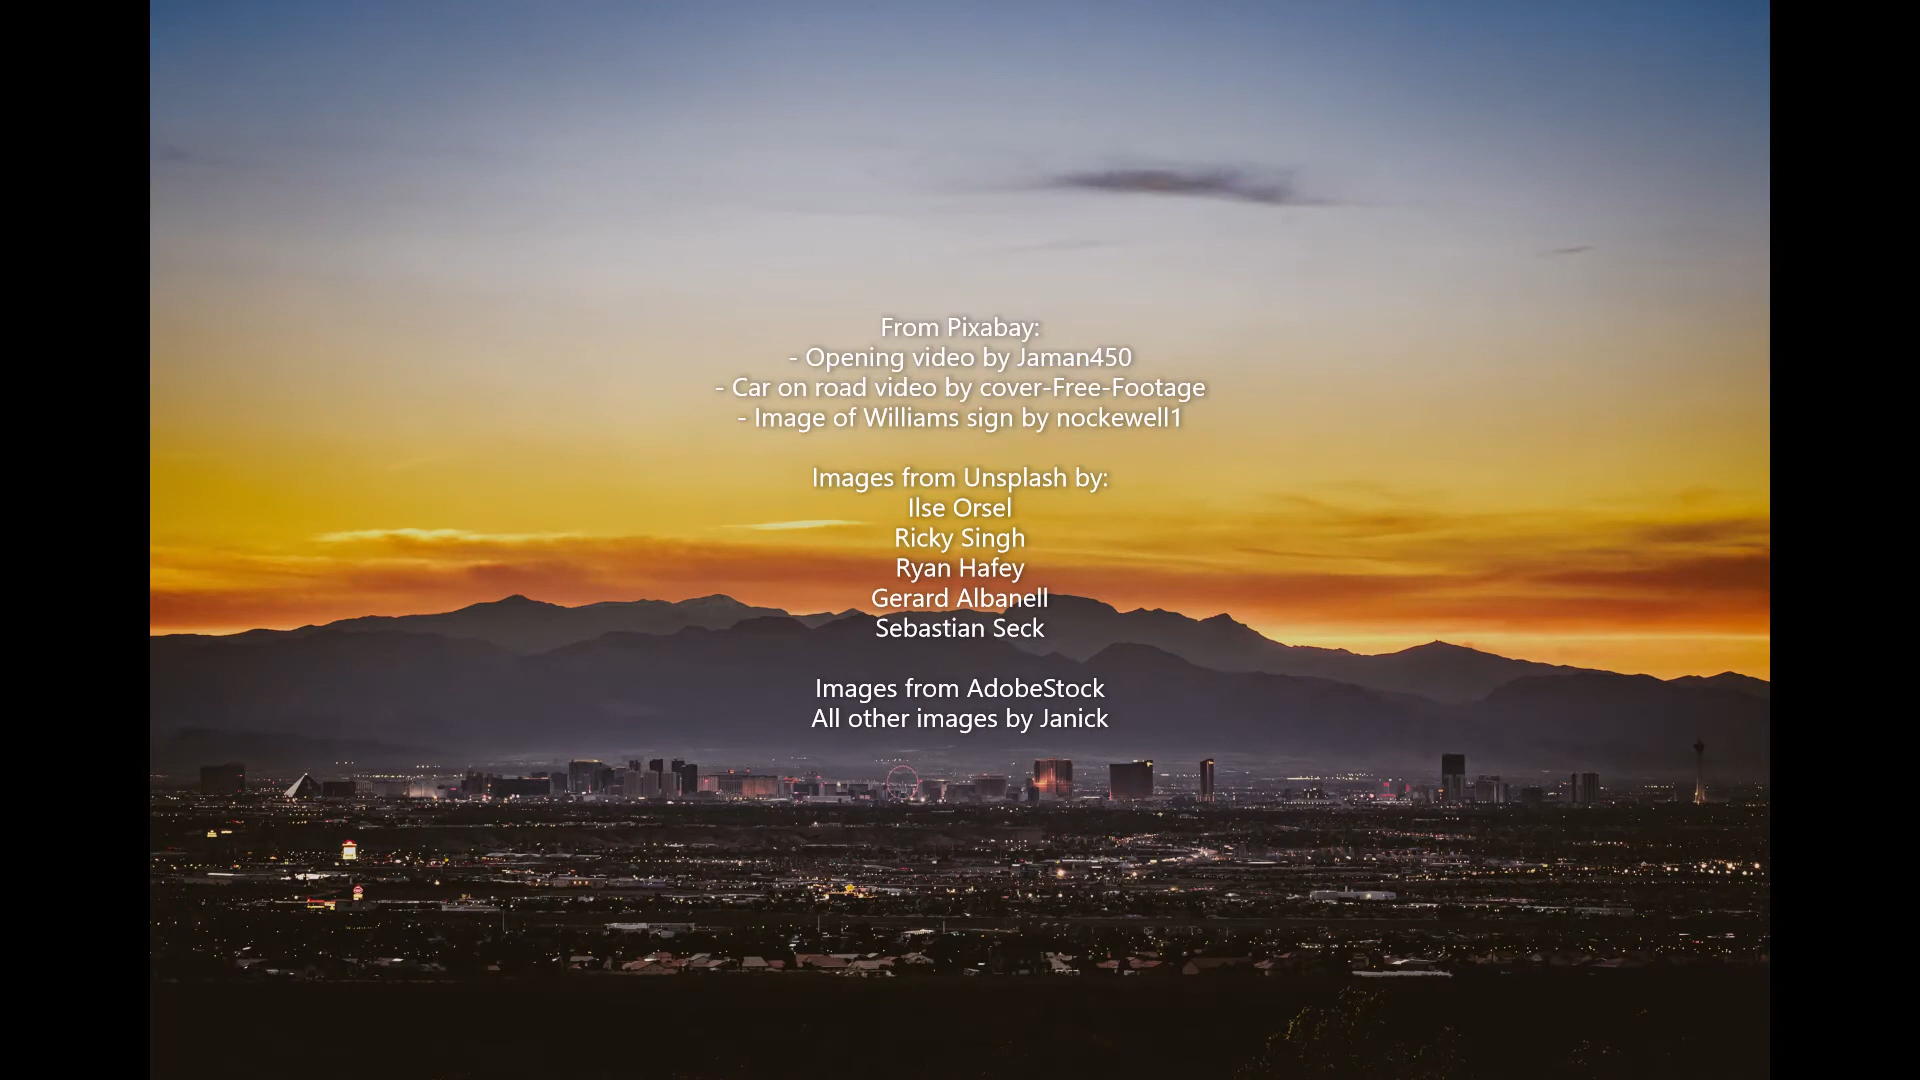 From Pixabay:
- Opening video by Jaman450
- Car on road video by cover-Free-Footage
- Image of Williams sign by nockewell1
Images from Unsplash by:
Ilse Orsel
Ricky Singh
Ryan Hafey
Gerard Albanell
Sebastian Seck
Images from AdobeStock
All other images by Janick